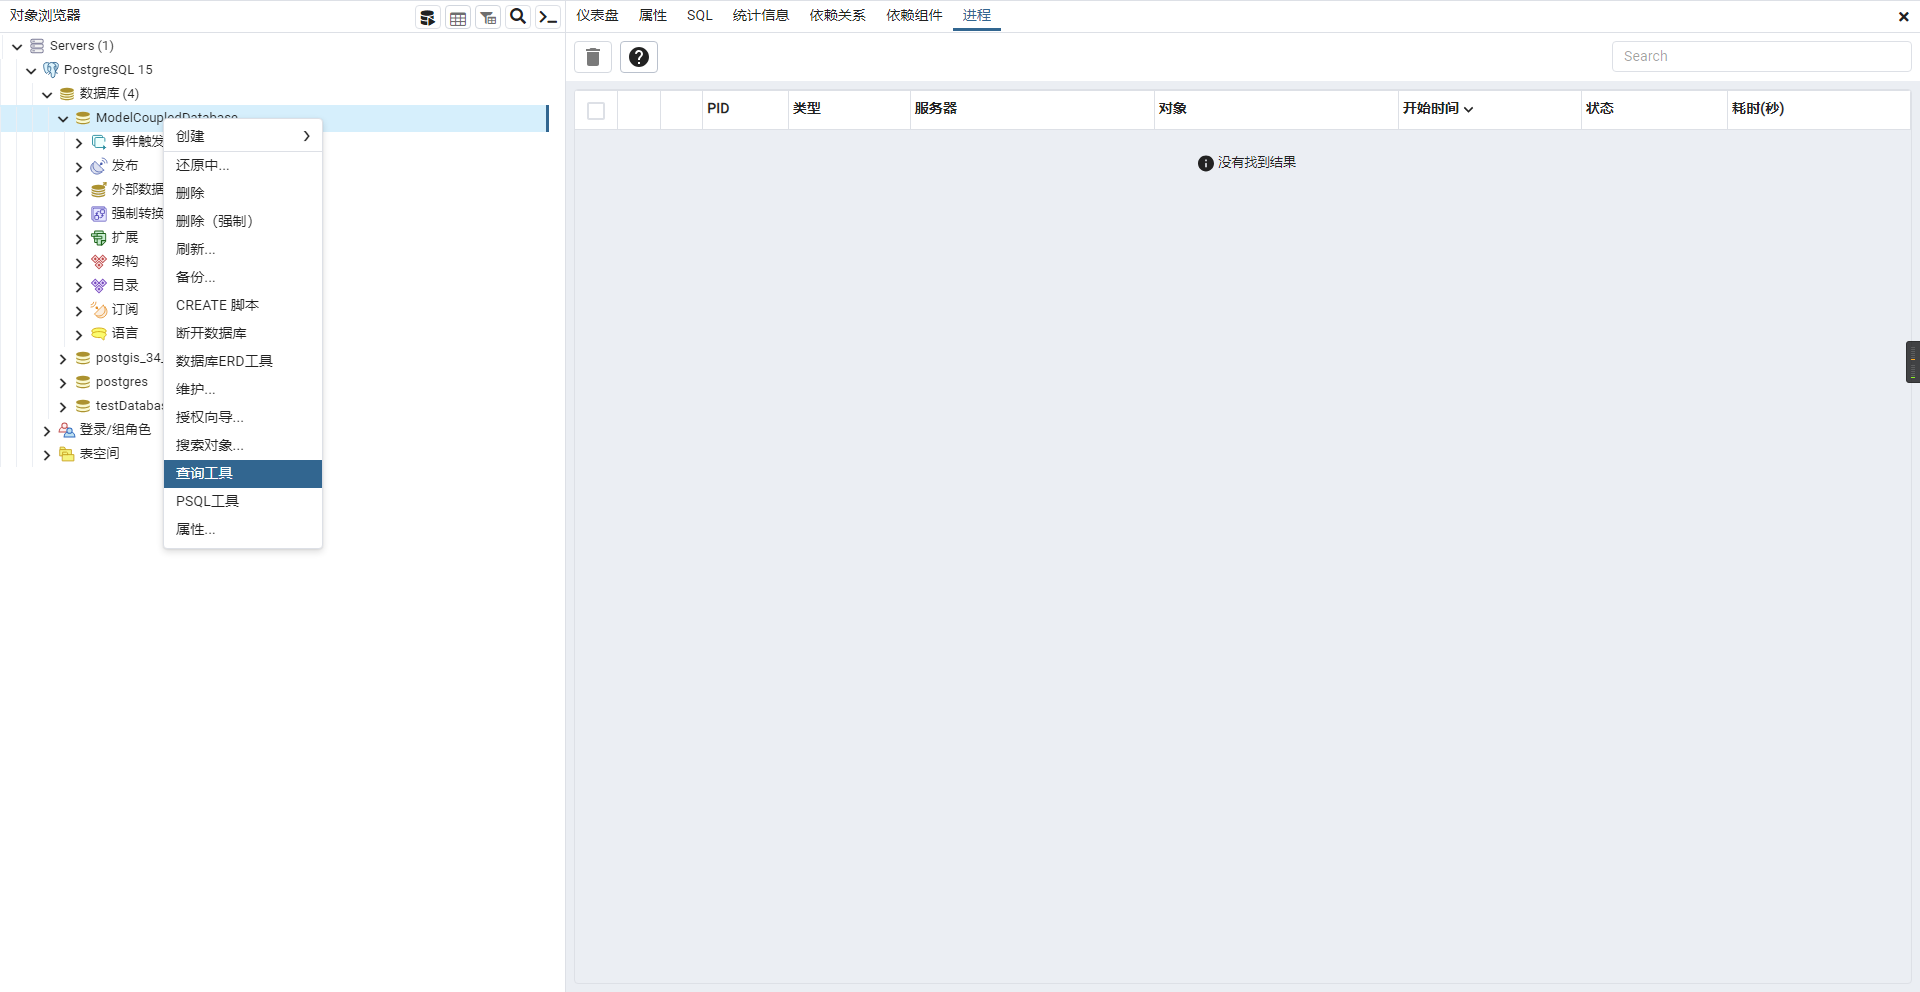 对象浏览器
Servers (1)
PostgreSQL 15
数据库 (4)
ModelCoupledDatabase
事件触发
发布
外部数据
强制转换
扩展
架构
目录
订阅
语言
postgis_34_
postgres
testDataba
登录/组角色
表空间
创建
还原中...
删除
删除（强制）
刷新...
备份...
CREATE 脚本
断开数据库
数据库ERD工具
维护...
授权向导...
搜索对象...
查询工具
PSQL工具
属性...
仪表盘 属性 SQL 统计信息 依赖关系 依赖组件 进程
Search
PID 类型 服务器 对象 开始时间 状态 耗时(秒)
没有找到结果